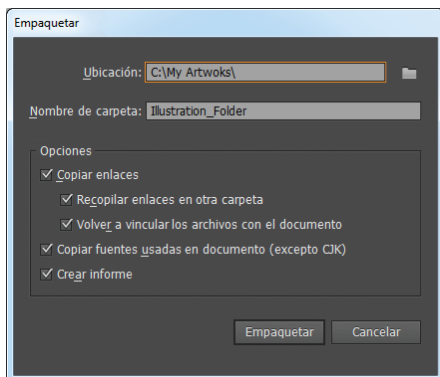 Empaquetar
Ubicación: C:\My Artwoks\
Nombre de carpeta: Illustration_Folder
Opciones
Copiar enlaces
Recopilar enlaces en otra carpeta
Volver a vincular los archivos con el documento
Copiar fuentes usadas en documento (excepto CJK)
Crear informe
Empaquetar Cancelar